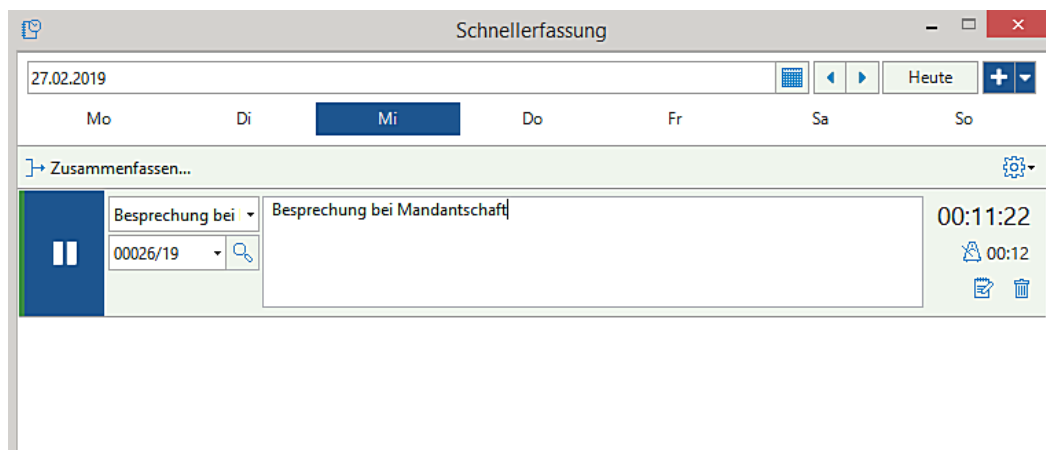 Schnellerfassung
27.02.2019
Heute
Mo Di Mi Do Fr Sa So
Zusammenfassen...
Besprechung bei
Besprechung bei Mandantschaft
00:11:22
00026/19
00:12